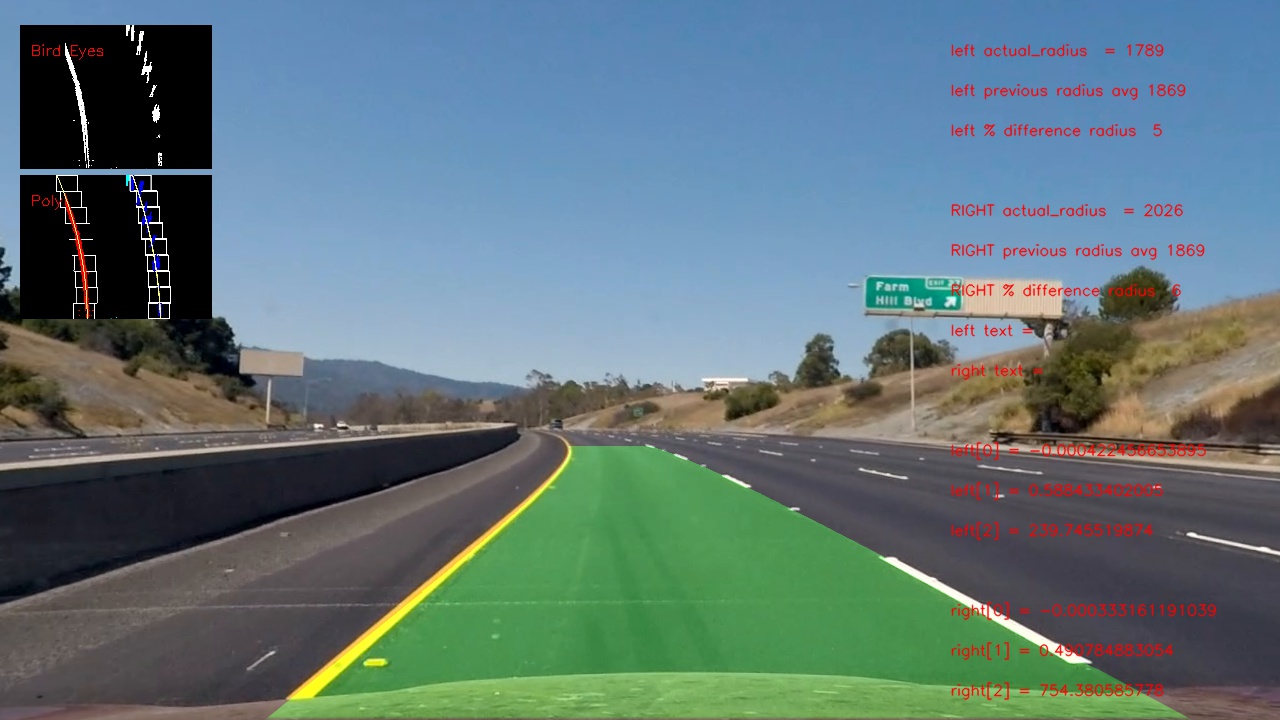 Bird Eyes
Poly
left actual_radius = 1789
left previous radius avg 1869
left % difference radius 5
RIGHT actual_radius = 2026
RIGHT previous radius avg 1869
RIGHT % difference radius 6
EXIT
Farm
Hill Blvd
left text =
right text =
left[0] = -0.000422456653895
left[1] = 0.588433402005
left[2] = 239.745519874
right[0] = -0.000333161191039
right[1] = 0.490784883054
right[2] = 754.380585778